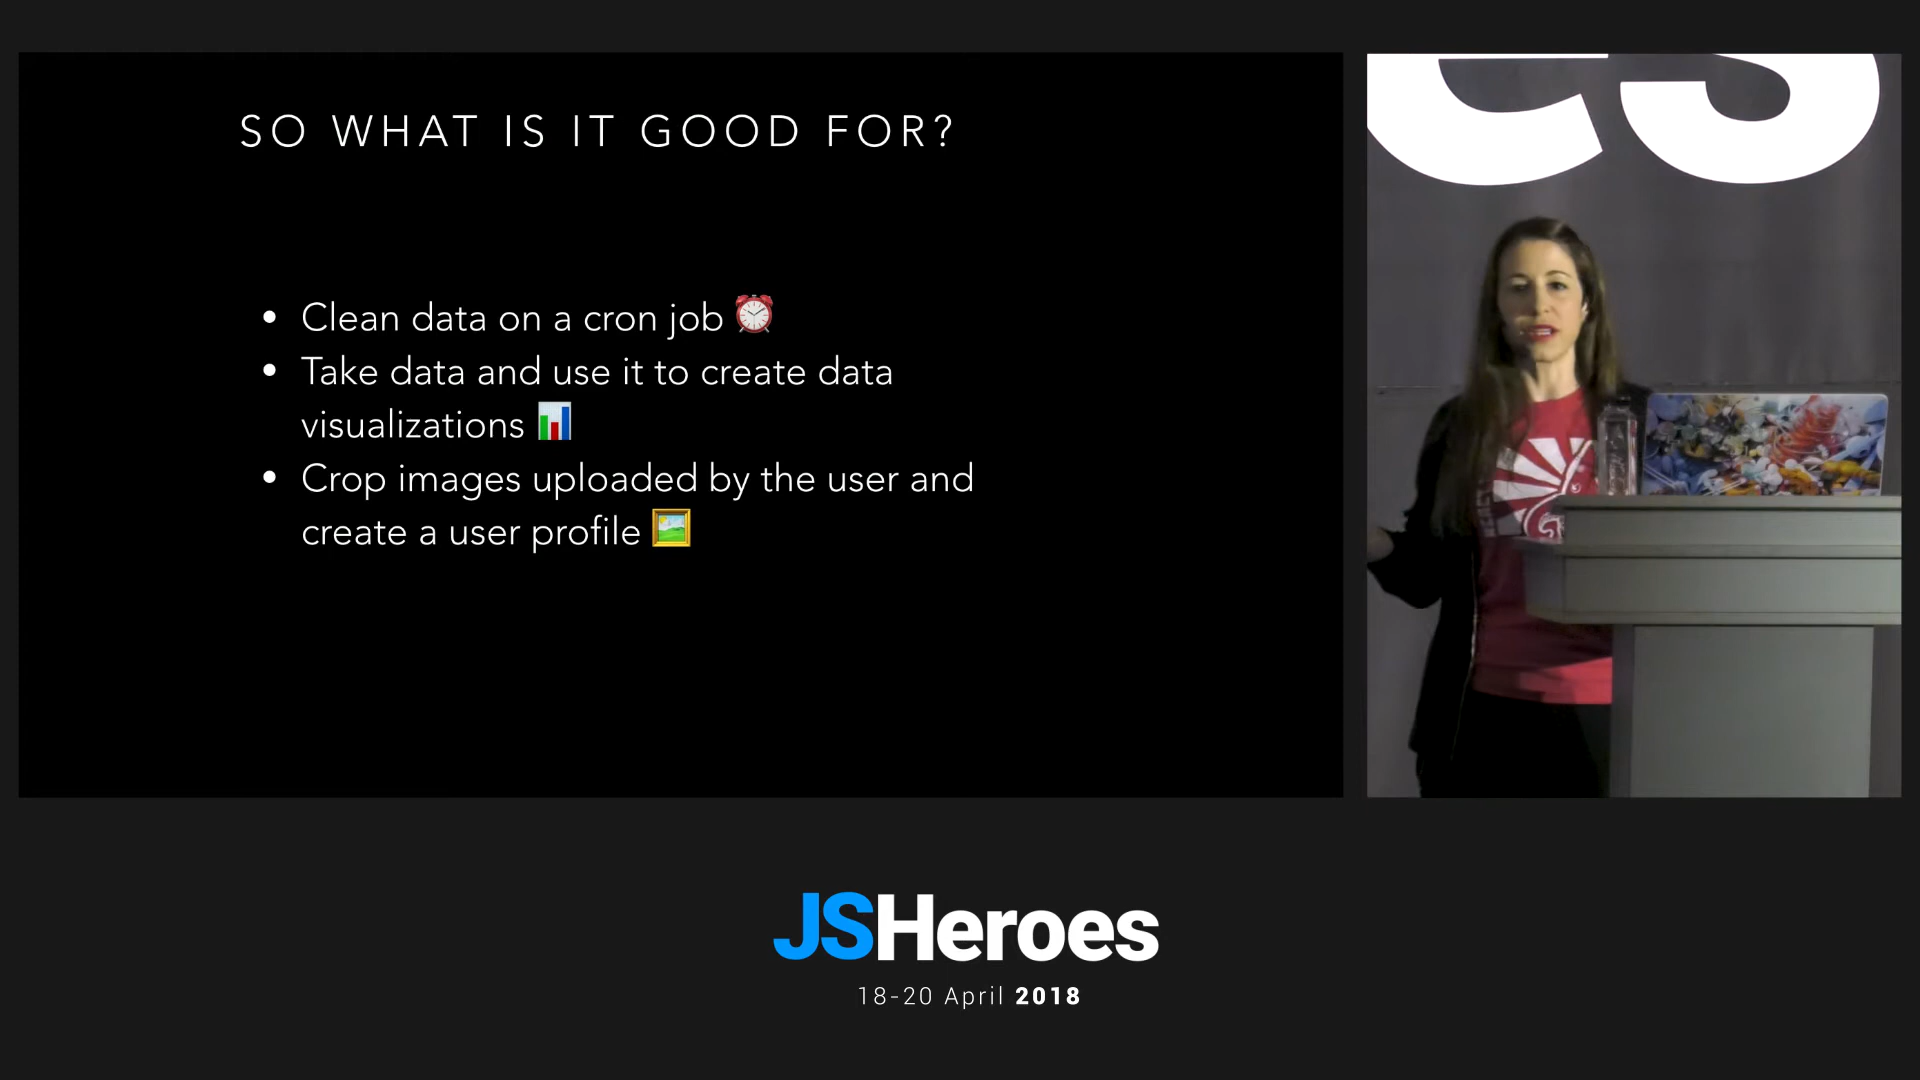 SO WHAT IS IT GOOD FOR?
• Clean data on a cron job ⏰
• Take data and use it to create data
visualizations 📊
• Crop images uploaded by the user and
create a user profile 🖼️
es
JSHeroes
18-20 April 2018